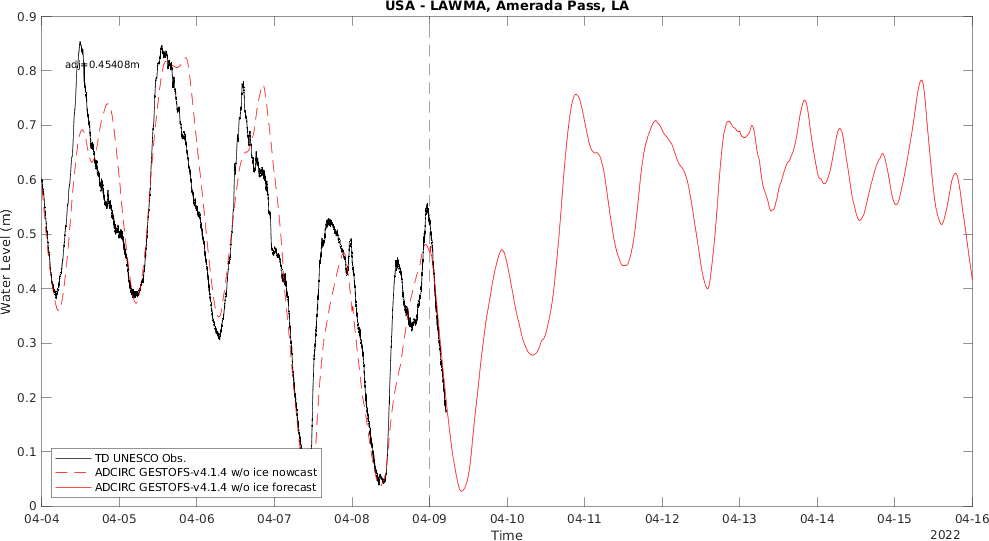 USA - LAWMA, Amerada Pass, LA
0.9
0.8
0.7
0.6
0.5
0.4
0.3
0.2
0.1
0
Water Level (m)
adj=0.45408m
TD UNESCO Obs.
ADCIRC GESTOFS-v4.1.4 w/o ice nowcast
ADCIRC GESTOFS-v4.1.4 w/o ice forecast
04-04 04-05 04-06 04-07 04-08 04-09 04-10 04-11 04-12 04-13 04-14 04-15 04-16
Time
2022